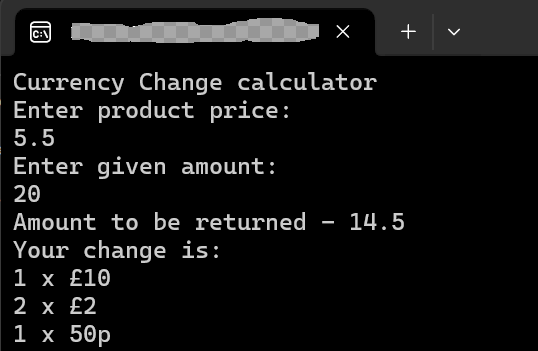 Currency Change calculator
Enter product price:
5.5
Enter given amount:
20
Amount to be returned - 14.5
Your change is:
1 x £10
2 x £2
1 x 50p